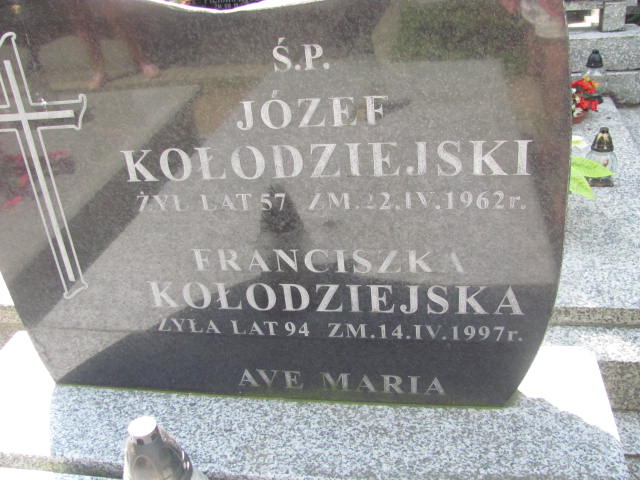 Ś.P.
JÓZEF
KOŁODZIEJSKI
ŻYŁ LAT 57 ZM.22.IV.1962r.
FRANCISZKA
KOŁODZIEJSKA
ŻYŁA LAT 94 ZM.14.IV.1997r.
AVE MARIA